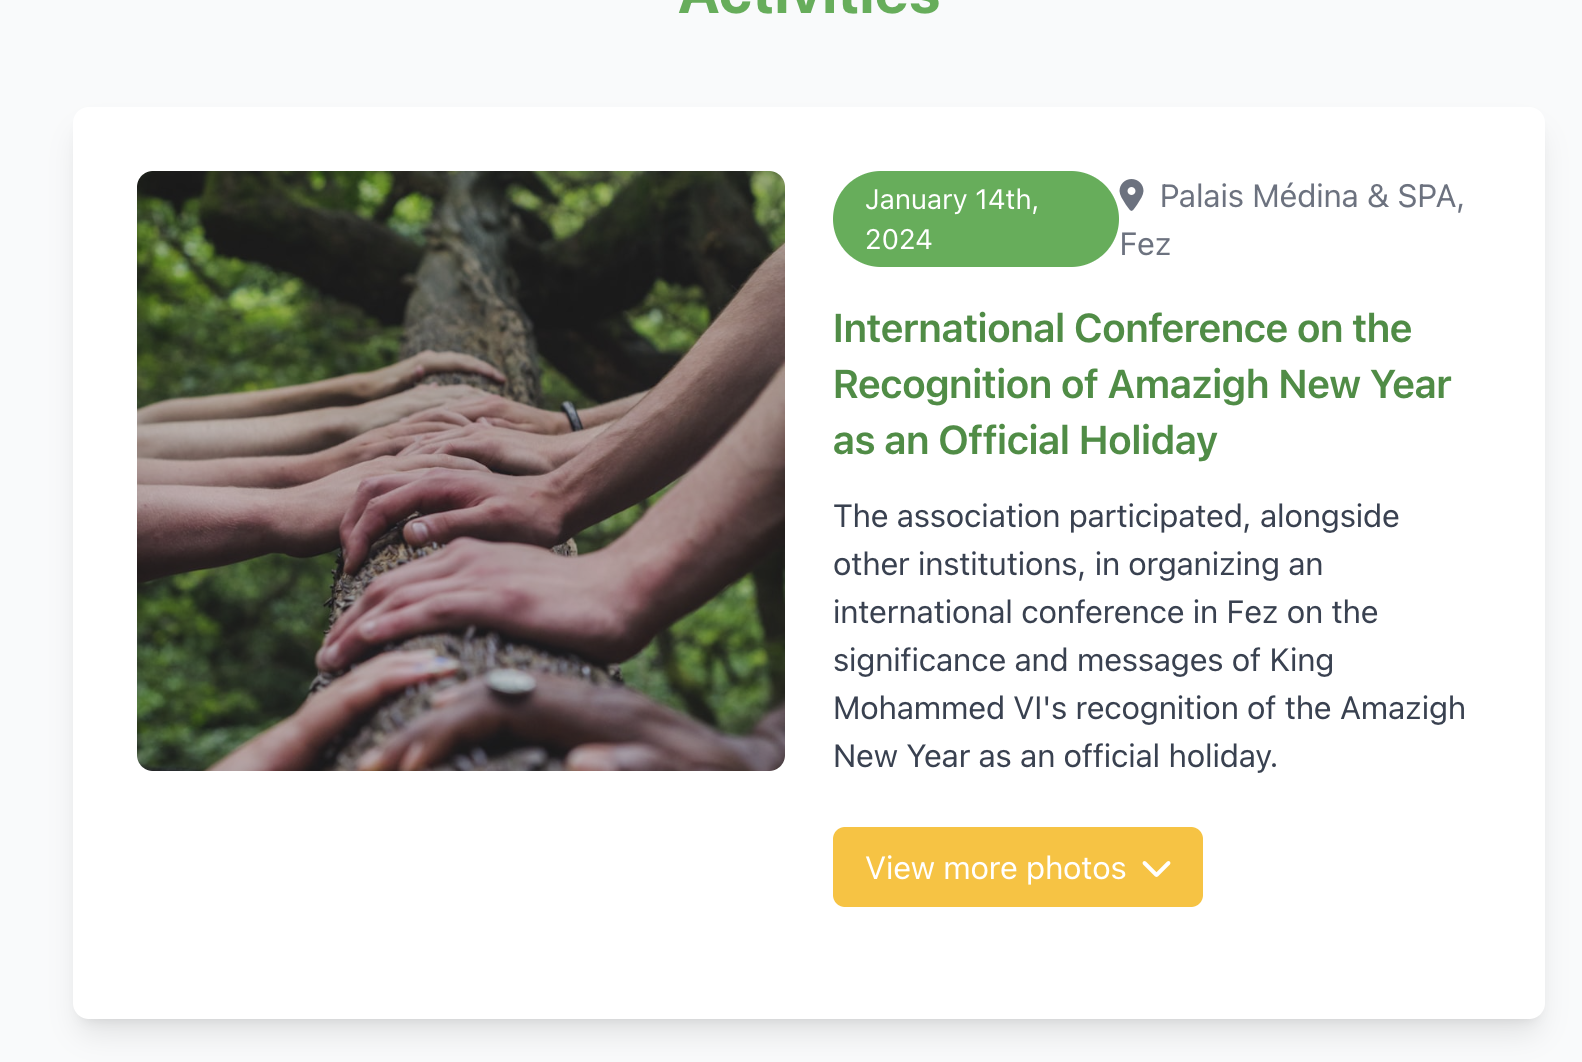 Activities
January 14th,
2024
Palais Médina & SPA,
Fez
International Conference on the
Recognition of Amazigh New Year
as an Official Holiday
The association participated, alongside
other institutions, in organizing an
international conference in Fez on the
significance and messages of King
Mohammed VI's recognition of the Amazigh
New Year as an official holiday.
View more photos